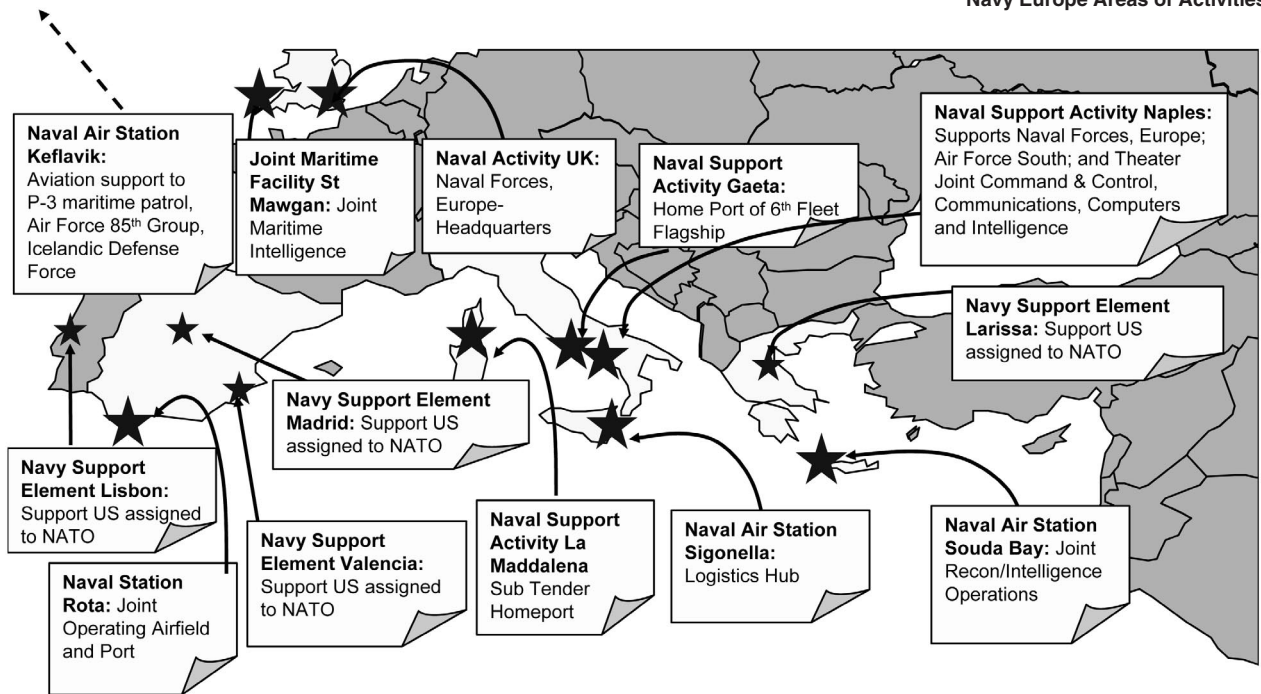 Navy Europe Areas of Activities
Naval Air Station
Keflavik:
Aviation support to
P-3 maritime patrol,
Air Force 85th Group,
Icelandic Defense
Force
Joint Maritime
Facility St
Mawgan: Joint
Maritime
Intelligence
Naval Activity UK:
Naval Forces,
Europe-
Headquarters
Naval Support
Activity Gaeta:
Home Port of 6th Fleet
Flagship
Naval Support Activity Naples:
Supports Naval Forces, Europe;
Air Force South; and Theater
Joint Command & Control,
Communications, Computers
and Intelligence
Navy Support Element
Larissa: Support US
assigned to NATO
Navy Support Element
Madrid: Support US
assigned to NATO
Navy Support
Element Lisbon:
Support US assigned
to NATO
Naval Station
Rota: Joint
Operating Airfield
and Port
Navy Support
Element Valencia:
Support US assigned
to NATO
Naval Support
Activity La
Maddalena
Sub Tender
Homeport
Naval Air Station
Sigonella:
Logistics Hub
Naval Air Station
Souda Bay: Joint
Recon/Intelligence
Operations